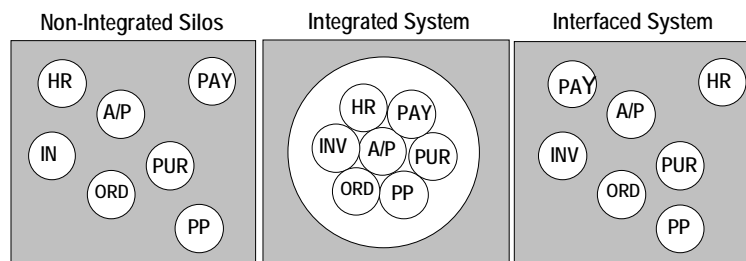 Non-Integrated Silos
HR
PAY
A/P
IN
PUR
ORD
PP
Integrated System
HR
PAY
INV
A/P
PUR
ORD
PP
Interfaced System
PAY
HR
A/P
INV
PUR
ORD
PP